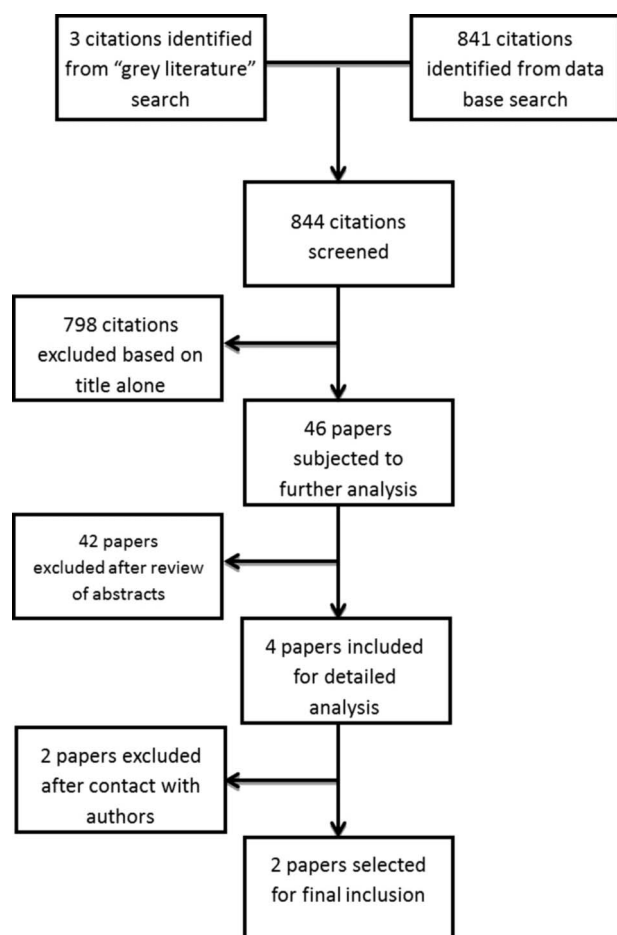 3 citations identified
from “grey literature”
search
841 citations
identified from data
base search
844 citations
screened
798 citations
excluded based on
title alone
46 papers
subjected to
further analysis
42 papers
excluded after review
of abstracts
4 papers included
for detailed
analysis
2 papers excluded
after contact with
authors
2 papers selected
for final inclusion